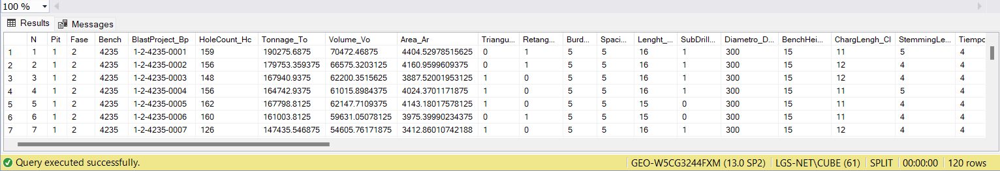 100 %
Results Messages
N Pit Fase Bench BlastProject_Bp HoleCount_Hc Tonnage_To Volume_Vo Area_Ar Triangu... Retang... Burd... Spaci... Lenght_... SubDrill... Diametro_D... BenchHei... ChargLengh_Cl StemmingLe... Tiempo
1 1 1 2 4235 1-2-4235-0001 159 190275.6875 70472.46875 4404.52978515625 0 1 5 5 16 1 300 15 11 5 4
2 2 1 2 4235 1-2-4235-0002 156 179753.359375 66575.3203125 4160.9599609375 0 1 5 5 16 1 300 15 12 4 4
3 3 1 2 4235 1-2-4235-0003 148 167940.9375 62200.3515625 3887.52001953125 1 0 5 5 16 1 300 15 12 4 4
4 4 1 2 4235 1-2-4235-0004 156 164742.9375 61015.8984375 4024.3701171875 1 0 5 5 16 1 300 15 11 5 4
5 5 1 2 4235 1-2-4235-0005 162 167798.8125 62147.7109375 4143.18017578125 1 0 5 5 15 0 300 15 11 4 4
6 6 1 2 4235 1-2-4235-0006 160 161003.8125 59631.05078125 3975.39990234375 0 1 5 5 15 0 300 15 11 4 4
7 7 1 2 4235 1-2-4235-0007 126 147435.546875 54605.76171875 3412.86010742188 1 0 5 5 16 1 300 15 12 4 4
Query executed successfully. GEO-W5CG3244FXM (13.0 SP2) LGS-NET\CUBE (61) SPLIT 00:00:00 120 rows